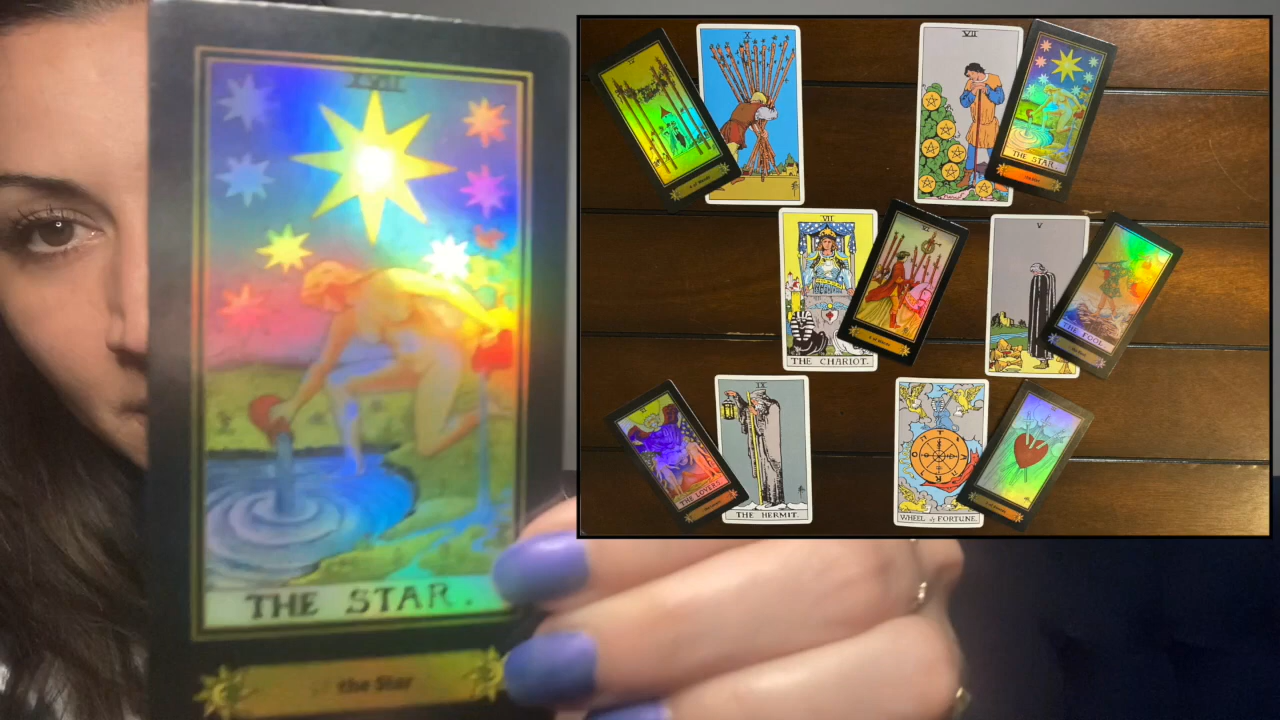 XVII
THE STAR.
the Star
X
VII
THE STAR
VII
THE CHARIOT.
V
THE FOOL.
THE LOVERS
IX
THE HERMIT.
X
WHEEL of FORTUNE.